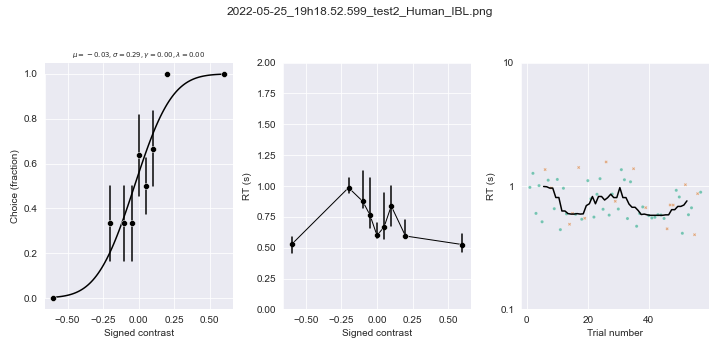 2022-05-25_19h18.52.599_test2_Human_IBL.png
μ = −0.03, σ = 0.29, γ = 0.00, λ = 0.00
1.0
0.8
0.6
0.4
0.2
0.0
Choice (fraction)
−0.50 −0.25 0.00 0.25 0.50
Signed contrast
2.00
1.75
1.50
1.25
1.00
0.75
0.50
0.25
0.00
RT (s)
−0.50 −0.25 0.00 0.25 0.50
Signed contrast
10
1
0.1
RT (s)
0 20 40
Trial number